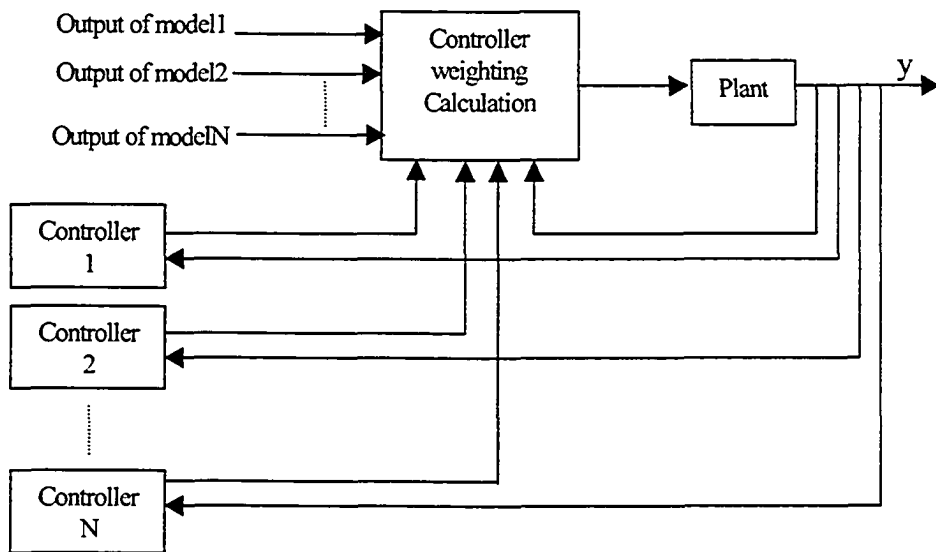 Output of model1
Output of model2
Output of modelN
Controller
weighting
Calculation
Plant
y
Controller
1
Controller
2
Controller
N